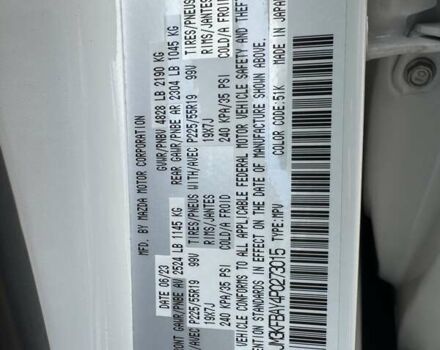 MFD. BY MAZDA MOTOR CORPORATION
DATE 06/23 GVWR/PNBV 4828 LB 2190 KG
FRONT GAWR/PNBE AV 2524 LB 1145 KG REAR GAWR/PNBE AR 2304 LB 1045 KG
WITH/AVEC P225/55R19 99V TIRES/PNEUS WITH/AVEC P225/55R19 99V TIRES/PNEUS
19X7J RIMS/JANTES 19X7J RIMS/JANTES
240 KPA/35 PSI COLD/A FROID 240 KPA/35 PSI COLD/A FROID
VEHICLE CONFORMS TO ALL APPLICABLE FEDERAL MOTOR VEHICLE SAFETY AND THEFT
PREVENTION STANDARDS IN EFFECT ON THE DATE OF MANUFACTURE SHOWN ABOVE.
JM3KFBAY4P0273015 TYPE:MPV COLOR CODE:51K MADE IN JAPAN